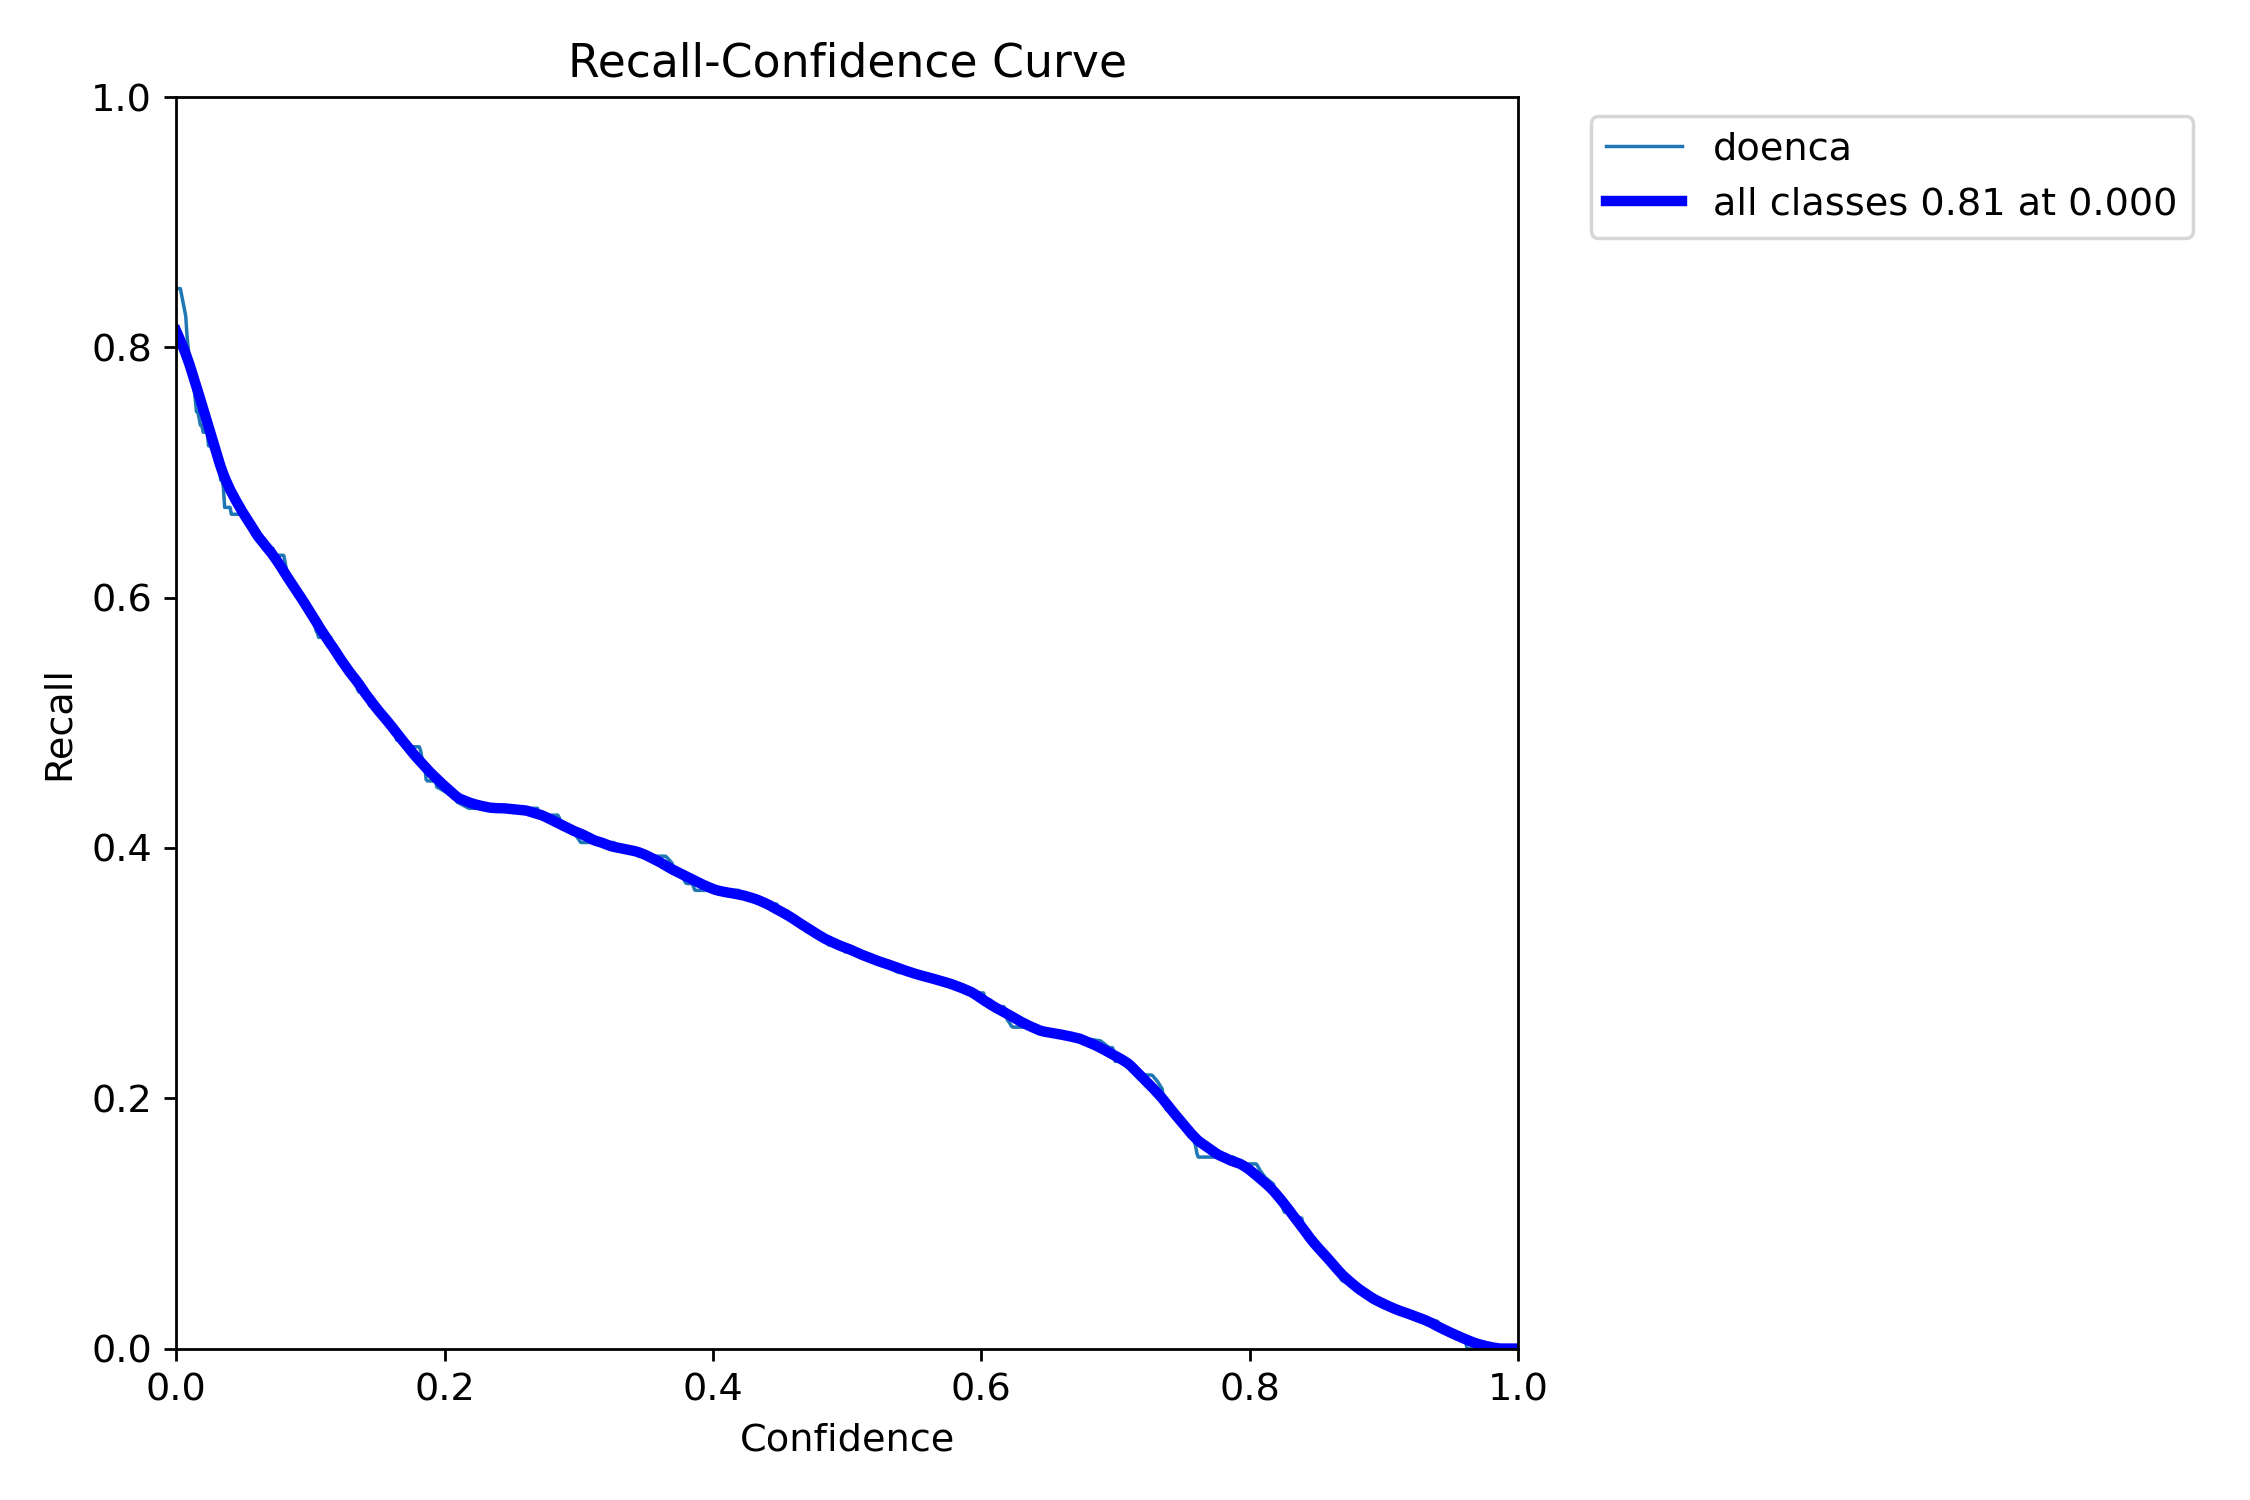 Recall-Confidence Curve
1.0
0.8
0.6
0.4
0.2
0.0
Recall
0.0 0.2 0.4 0.6 0.8 1.0
Confidence
doenca
all classes 0.81 at 0.000